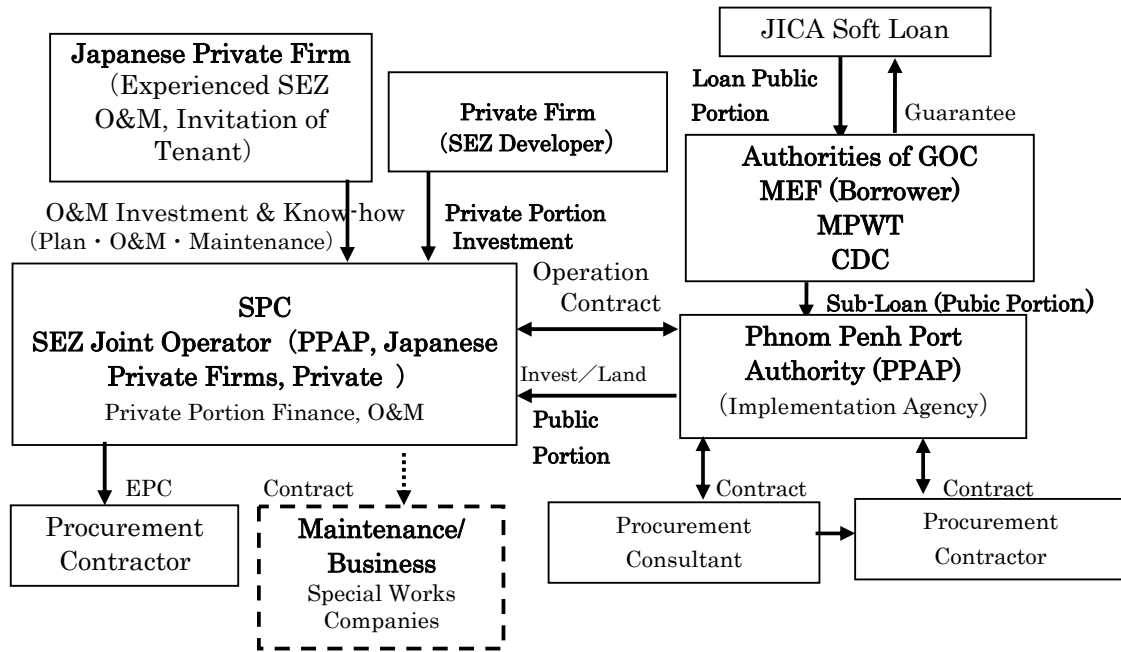 Japanese Private Firm
（Experienced SEZ
O&M, Invitation of
Tenant）
Private Firm
(SEZ Developer)
JICA Soft Loan
Loan Public
Portion
Guarantee
Authorities of GOC
MEF (Borrower)
MPWT
CDC
O&M Investment & Know-how
（Plan・O&M・Maintenance）
Private Portion
Investment
Operation
Contract
Sub-Loan (Pubic Portion)
SPC
SEZ Joint Operator（PPAP, Japanese
Private Firms, Private ）
Private Portion Finance, O&M
Invest／Land
Public
Portion
Phnom Penh Port
Authority (PPAP)
（Implementation Agency）
EPC
Contract
Contract
Contract
Procurement
Contractor
Maintenance/
Business
Special Works
Companies
Procurement
Consultant
Procurement
Contractor